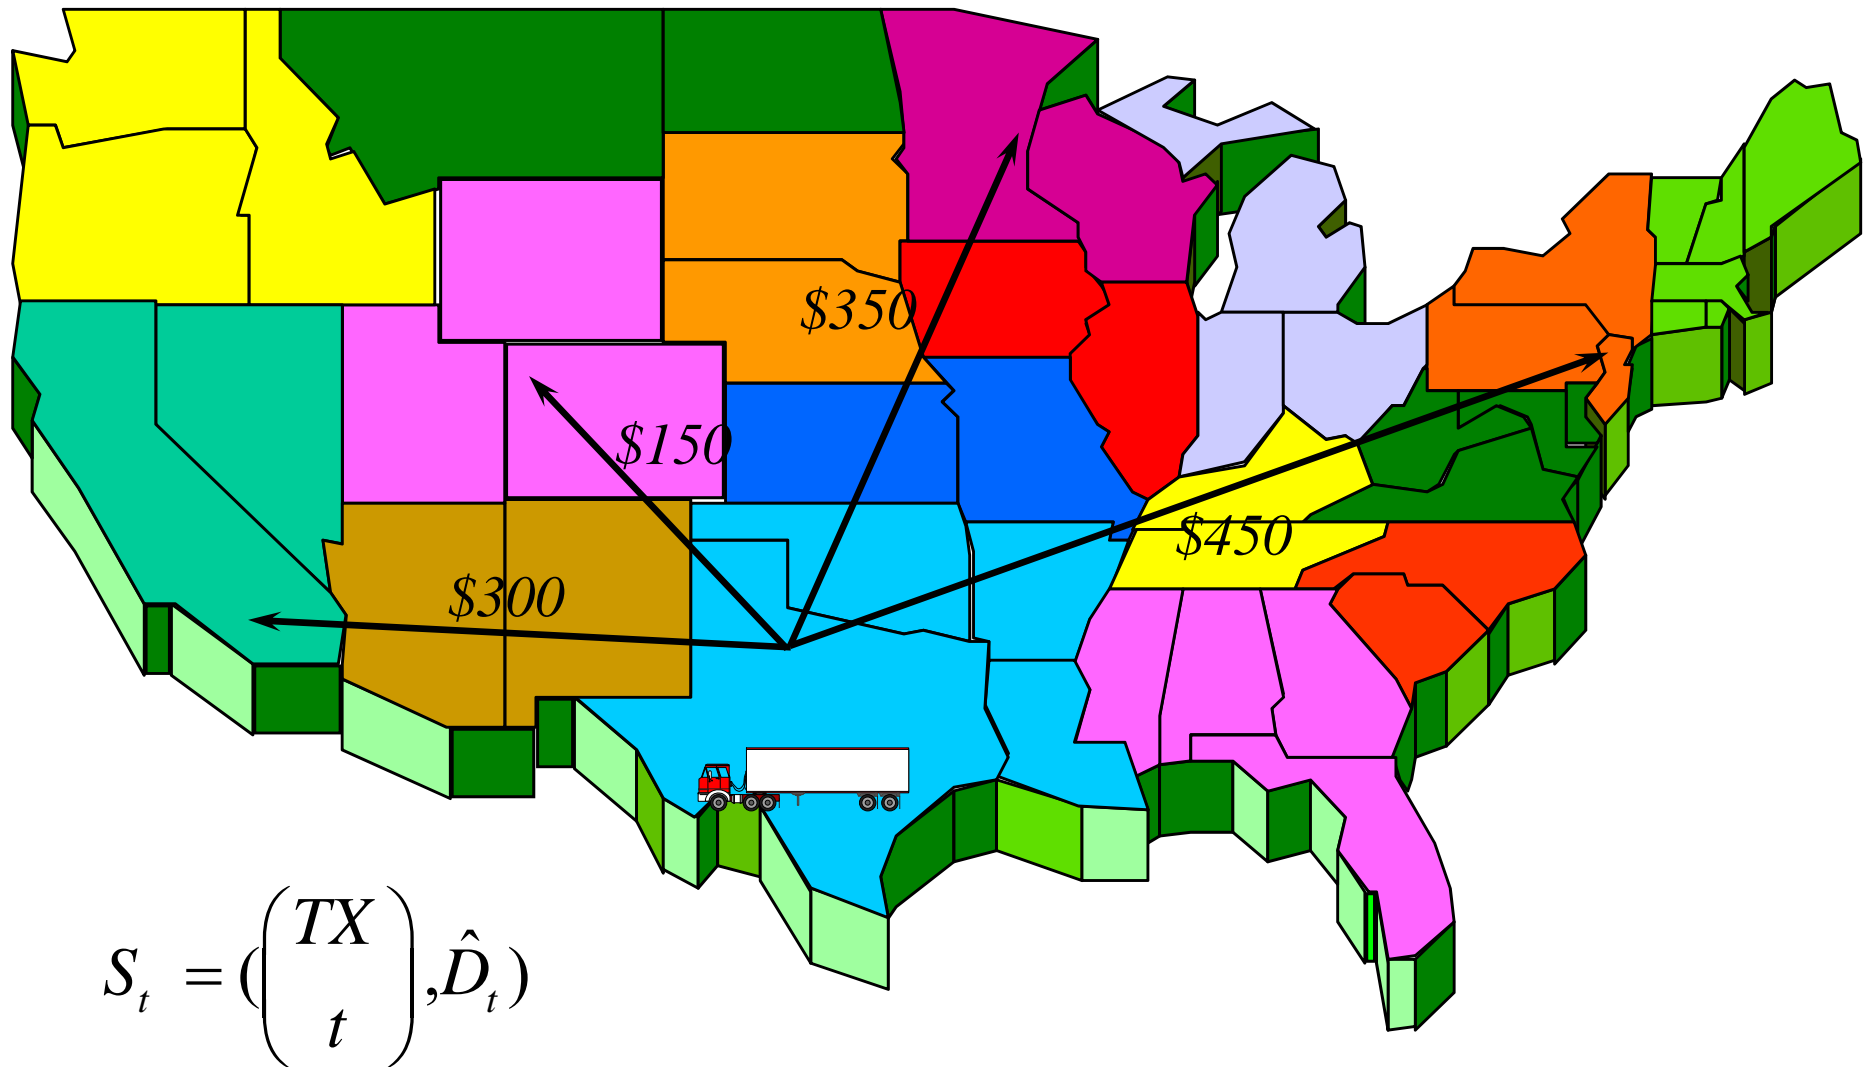 $350
$150
$450
$300
S_t = ( ( TX
t ) , D̂_t )